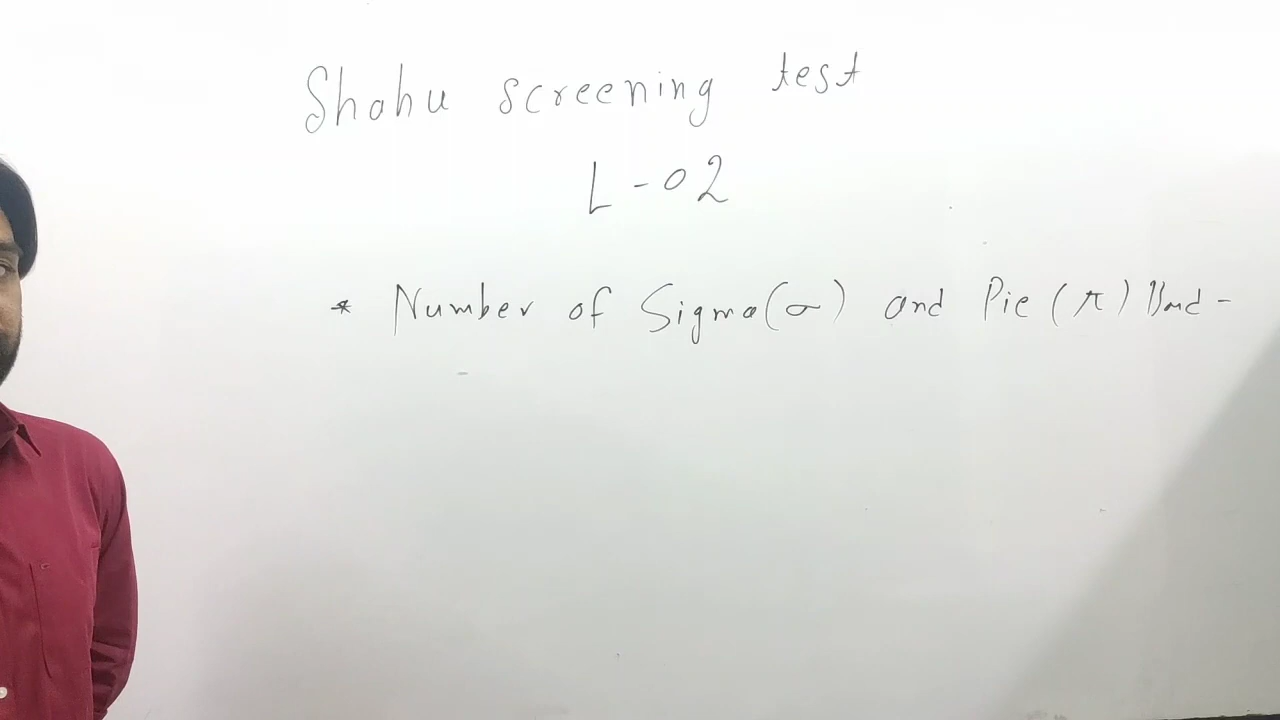 Shahu screening test
L-02
* Number of Sigma(σ) and Pie (π) Bond -